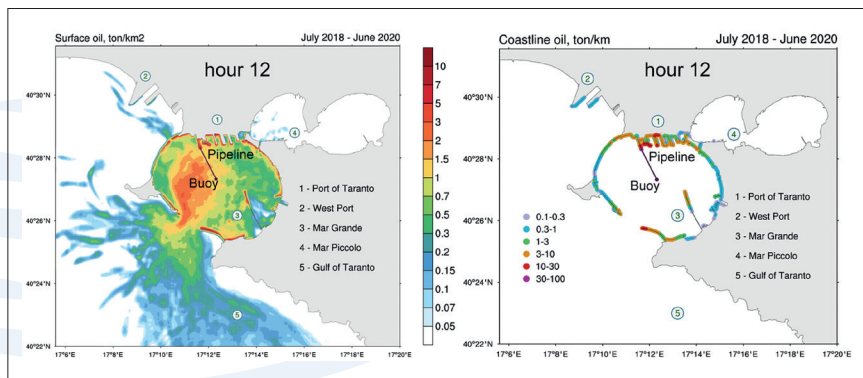 Surface oil, ton/km2 July 2018 - June 2020
hour 12
2
1
4
Pipeline
Buoy
3
1 - Port of Taranto
2 - West Port
3 - Mar Grande
4 - Mar Piccolo
5 - Gulf of Taranto
5
40°30'N
40°28'N
40°26'N
40°24'N
40°22'N
17°6'E 17°8'E 17°10'E 17°12'E 17°14'E 17°16'E 17°18'E 17°20'E
10
7
5
3
2
1.5
1
0.7
0.5
0.3
0.2
0.15
0.1
0.07
0.05
Coastline oil, ton/km July 2018 - June 2020
hour 12
2
1
4
Pipeline
Buoy
3
0.1-0.3
0.3-1
1-3
3-10
10-30
30-100
1 - Port of Taranto
2 - West Port
3 - Mar Grande
4 - Mar Piccolo
5 - Gulf of Taranto
5
40°30'N
40°28'N
40°26'N
40°24'N
40°22'N
17°6'E 17°8'E 17°10'E 17°12'E 17°14'E 17°16'E 17°18'E 17°20'E